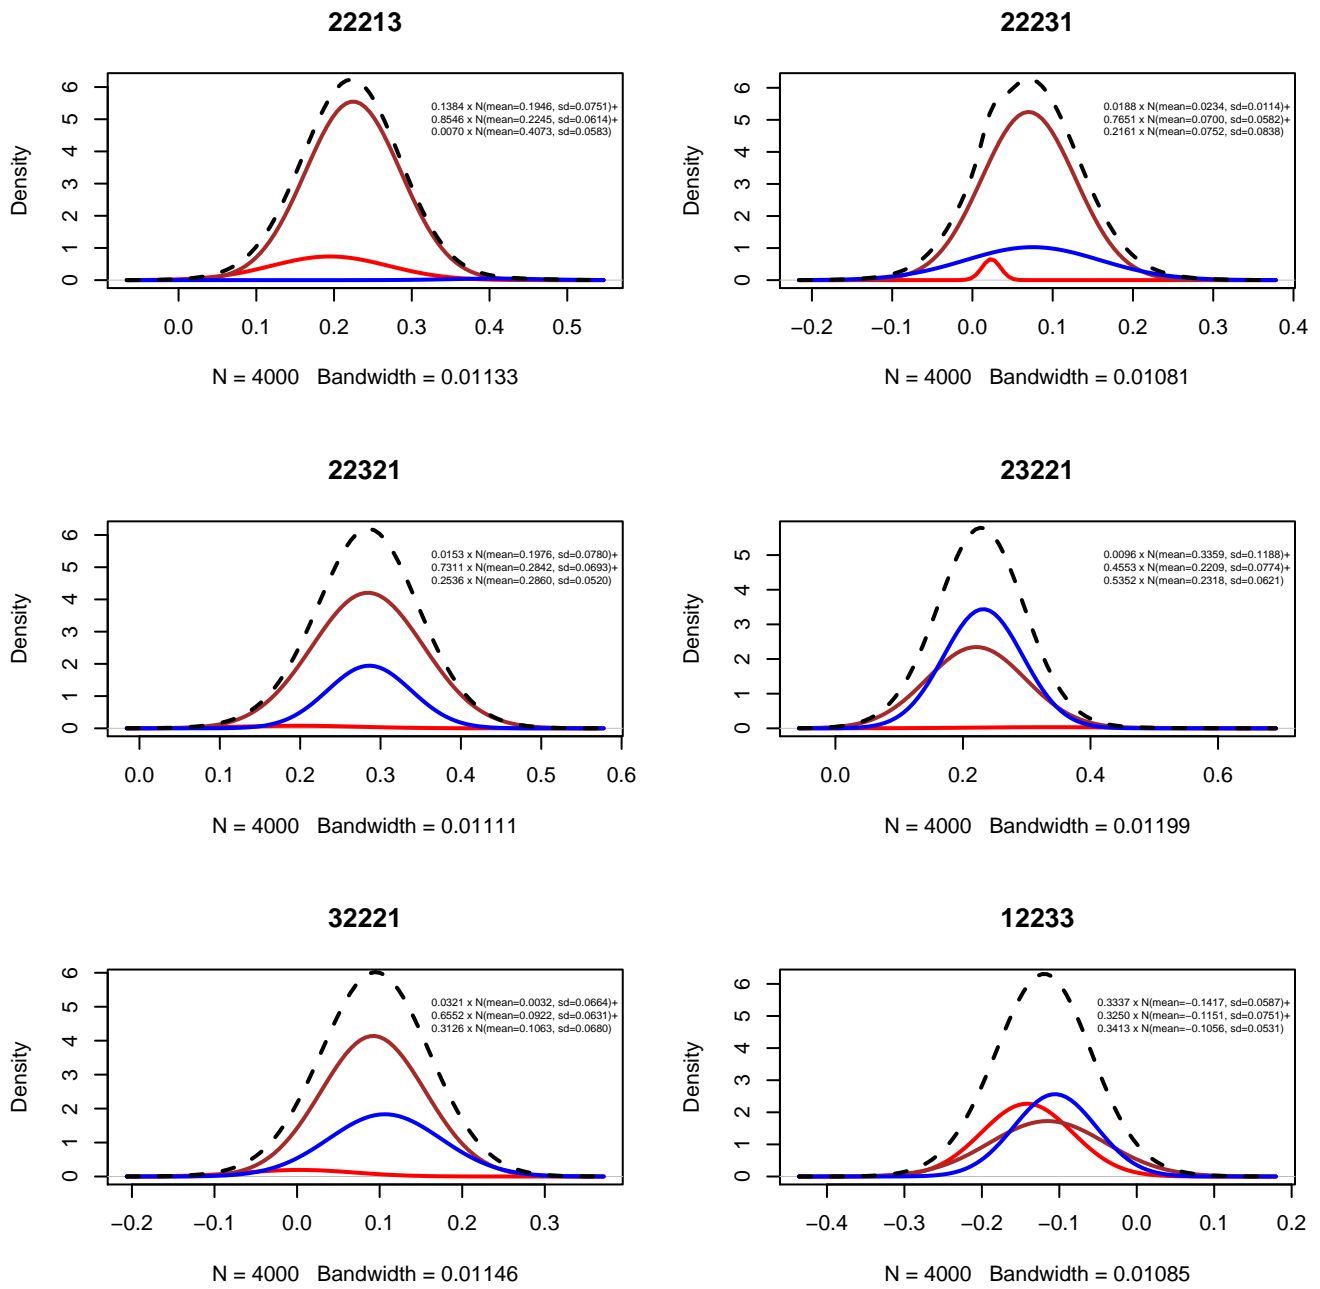 22213
Density
0 1 2 3 4 5 6
0.1384 x N(mean=0.1946, sd=0.0751)+
0.8546 x N(mean=0.2245, sd=0.0614)+
0.0070 x N(mean=0.4073, sd=0.0583)
0.0 0.1 0.2 0.3 0.4 0.5
N = 4000 Bandwidth = 0.01133
22231
Density
0 1 2 3 4 5 6
0.0188 x N(mean=0.0234, sd=0.0114)+
0.7651 x N(mean=0.0700, sd=0.0582)+
0.2161 x N(mean=0.0752, sd=0.0838)
−0.2 −0.1 0.0 0.1 0.2 0.3 0.4
N = 4000 Bandwidth = 0.01081
22321
Density
0 1 2 3 4 5 6
0.0153 x N(mean=0.1976, sd=0.0780)+
0.7311 x N(mean=0.2842, sd=0.0693)+
0.2536 x N(mean=0.2860, sd=0.0520)
0.0 0.1 0.2 0.3 0.4 0.5 0.6
N = 4000 Bandwidth = 0.01111
23221
Density
0 1 2 3 4 5
0.0096 x N(mean=0.3359, sd=0.1188)+
0.4553 x N(mean=0.2209, sd=0.0774)+
0.5352 x N(mean=0.2318, sd=0.0621)
0.0 0.2 0.4 0.6
N = 4000 Bandwidth = 0.01199
32221
Density
0 1 2 3 4 5 6
0.0321 x N(mean=0.0032, sd=0.0664)+
0.6552 x N(mean=0.0922, sd=0.0631)+
0.3126 x N(mean=0.1063, sd=0.0680)
−0.2 −0.1 0.0 0.1 0.2 0.3
N = 4000 Bandwidth = 0.01146
12233
Density
0 1 2 3 4 5 6
0.3337 x N(mean=−0.1417, sd=0.0587)+
0.3250 x N(mean=−0.1151, sd=0.0751)+
0.3413 x N(mean=−0.1056, sd=0.0531)
−0.4 −0.3 −0.2 −0.1 0.0 0.1 0.2
N = 4000 Bandwidth = 0.01085